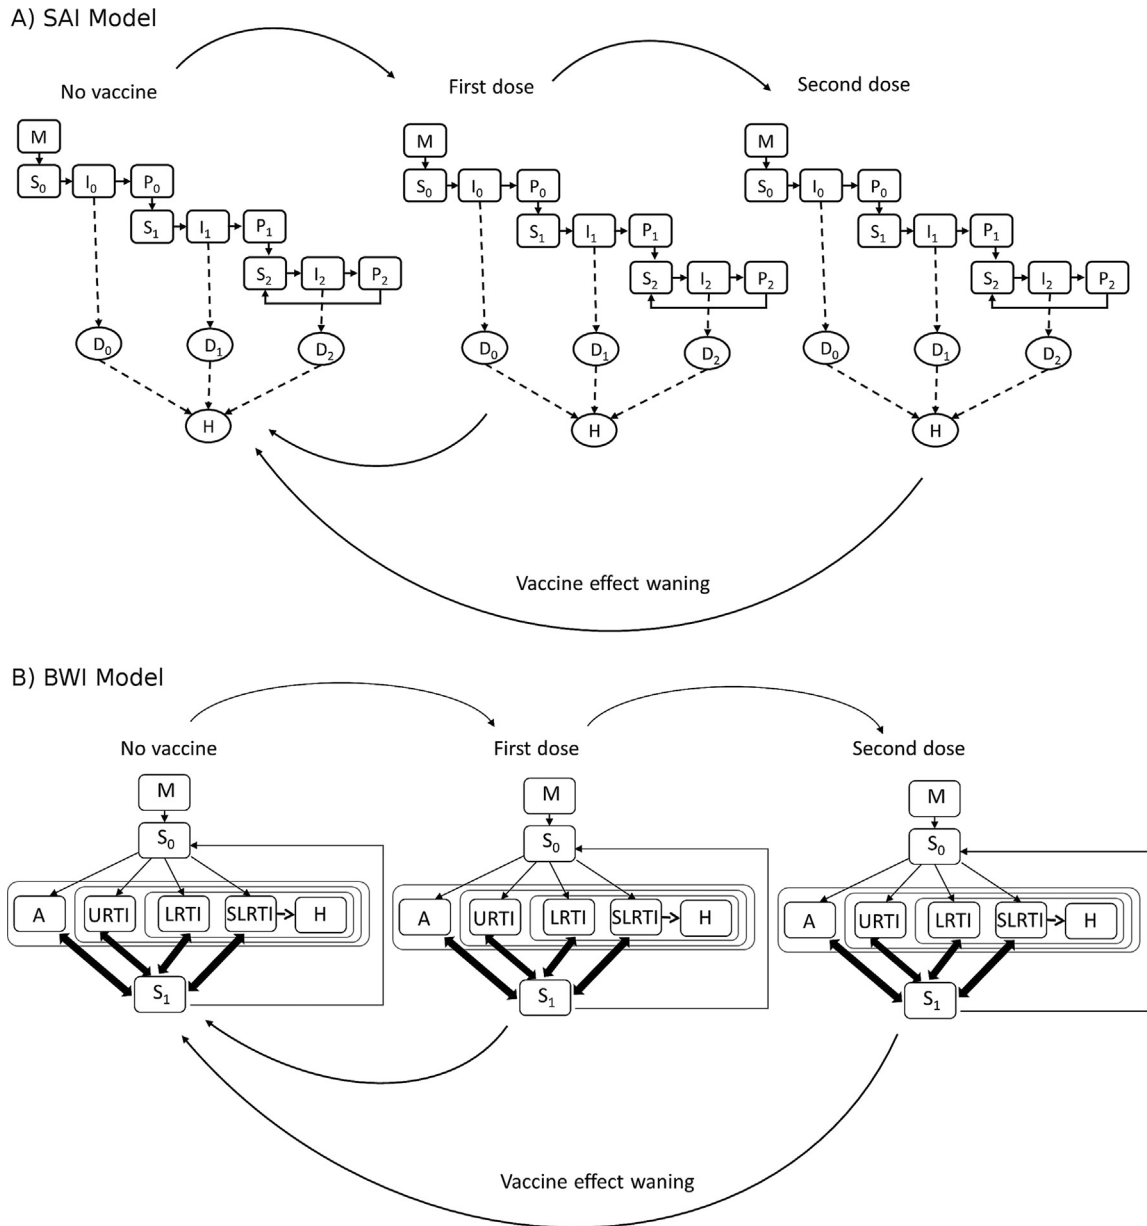 A) SAI Model
No vaccine
First dose
Second dose
M
M
M
S₀ I₀ P₀
S₀ I₀ P₀
S₀ I₀ P₀
S₁ I₁ P₁
S₁ I₁ P₁
S₁ I₁ P₁
S₂ I₂ P₂
S₂ I₂ P₂
S₂ I₂ P₂
D₀ D₁ D₂
D₀ D₁ D₂
D₀ D₁ D₂
H
H
H
Vaccine effect waning
B) BWI Model
No vaccine
First dose
Second dose
M
M
M
S₀
S₀
S₀
A URTI LRTI SLRTI H
A URTI LRTI SLRTI H
A URTI LRTI SLRTI H
S₁
S₁
S₁
Vaccine effect waning